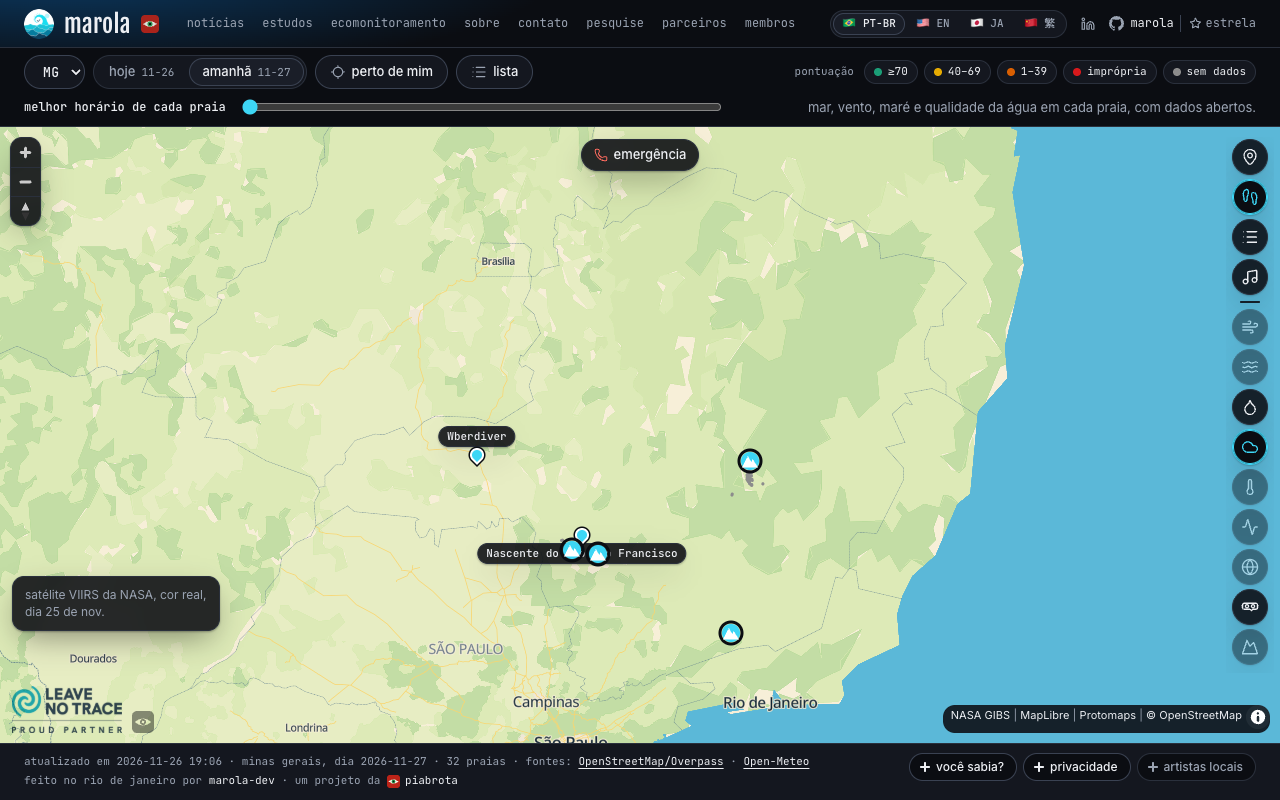 marola
notícias estudos ecomonitoramento sobre contato pesquise parceiros membros
PT-BR EN JA 繁
marola estrela
MG hoje 11-26 amanhã 11-27 perto de mim lista
pontuação ≥70 40–69 1–39 imprópria sem dados
melhor horário de cada praia
mar, vento, maré e qualidade da água em cada praia, com dados abertos.
emergência
Brasília
Wberdiver
Nascente do Francisco
satélite VIIRS da NASA, cor real,
dia 25 de nov.
SÃO PAULO
Dourados
LEAVE
NO TRACE
PROUD PARTNER
Campinas
Rio de Janeiro
Londrina
São Paulo
NASA GIBS | MapLibre | Protomaps | © OpenStreetMap
atualizado em 2026-11-26 19:06 · minas gerais, dia 2026-11-27 · 32 praias · fontes: OpenStreetMap/Overpass · Open-Meteo
feito no rio de janeiro por marola-dev · um projeto da piabrota
+ você sabia? + privacidade + artistas locais